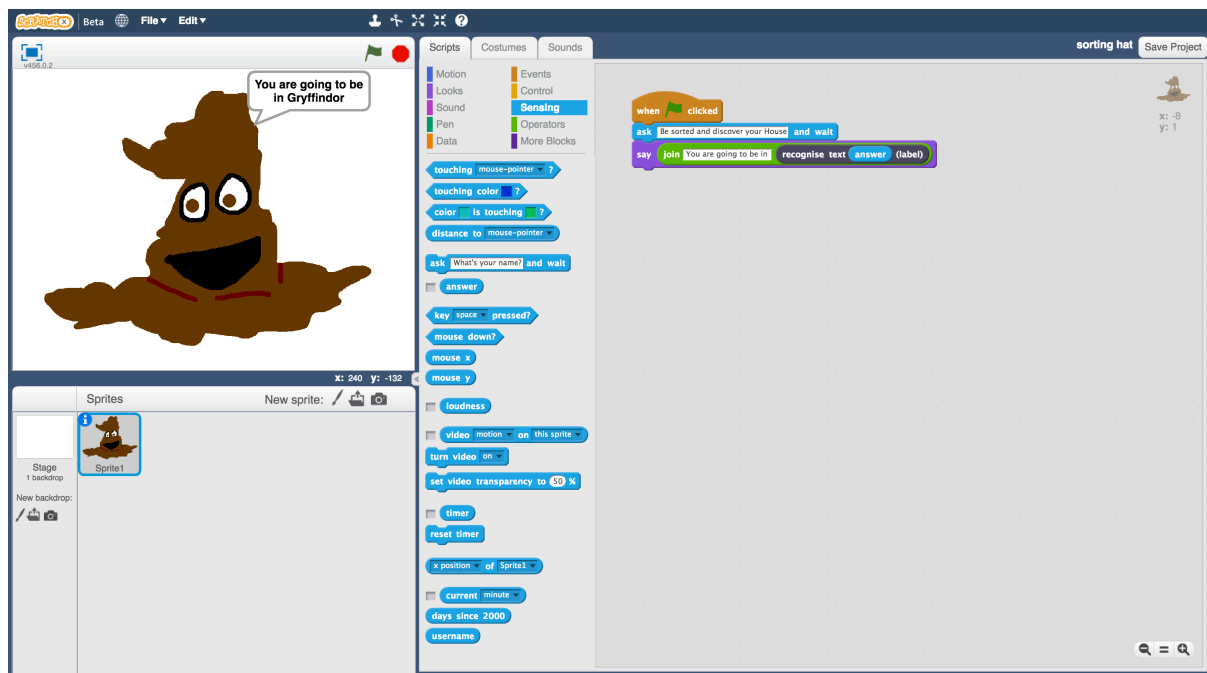 SCRATCHX Beta File Edit
v456.0.2
You are going to be
in Gryffindor
x: 240 y: -132
Sprites New sprite:
Stage
1 backdrop
New backdrop:
Sprite1
Scripts Costumes Sounds
sorting hat Save Project
Motion Events
Looks Control
Sound Sensing
Pen Operators
Data More Blocks
touching mouse-pointer ?
touching color ?
color is touching ?
distance to mouse-pointer
ask What's your name? and wait
answer
key space pressed?
mouse down?
mouse x
mouse y
loudness
video motion on this sprite
turn video on
set video transparency to 50 %
timer
reset timer
x position of Sprite1
current minute
days since 2000
username
when clicked
ask Be sorted and discover your House and wait
say join You are going to be in recognise text answer (label)
x: -8
y: 1